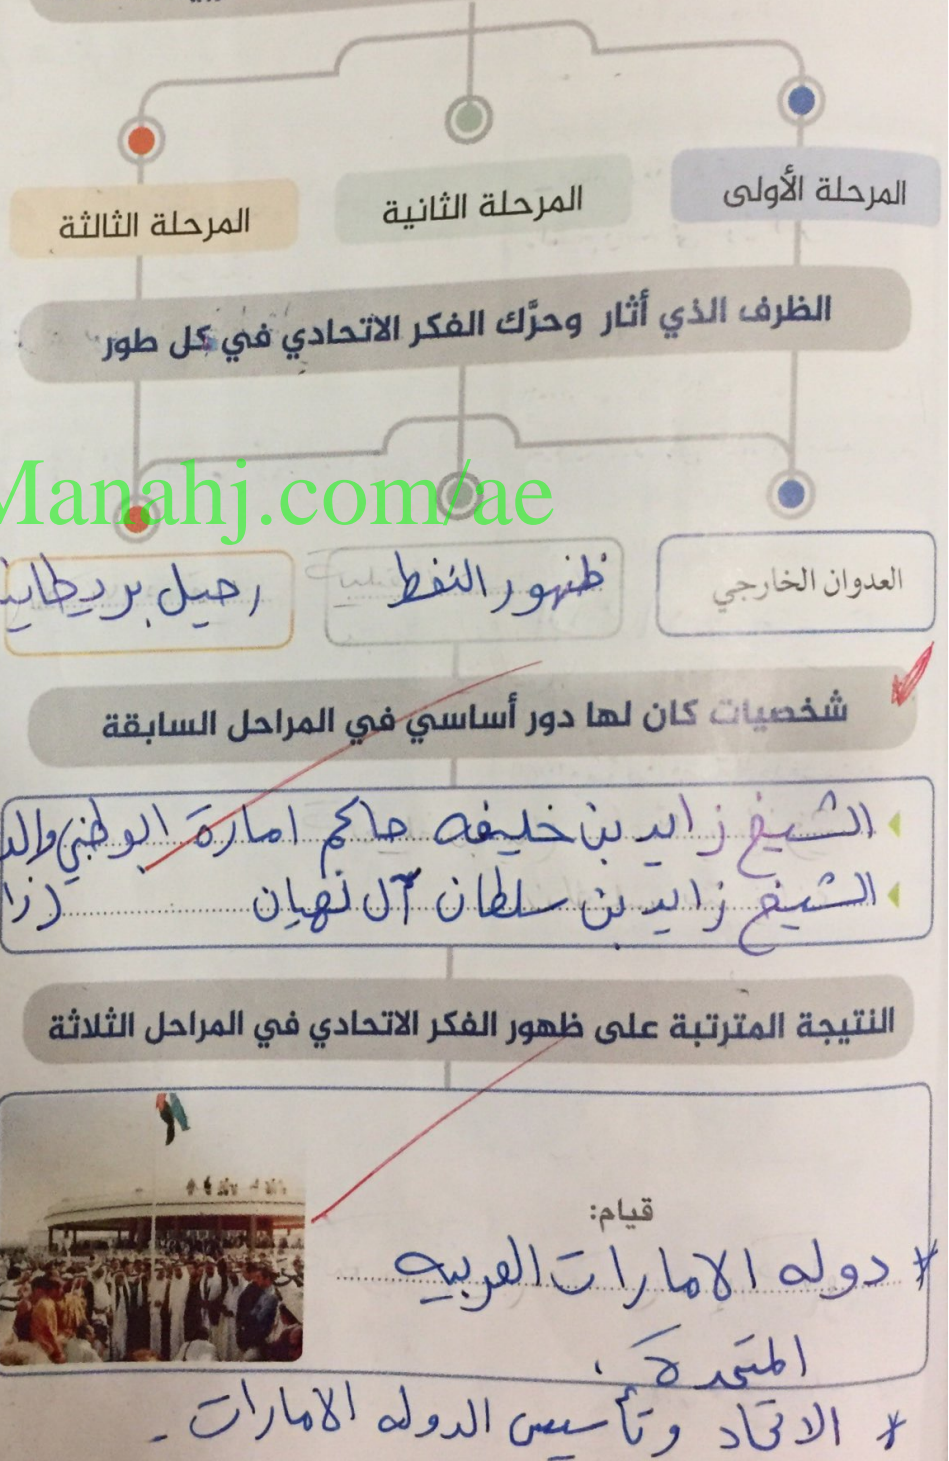 المرحلة الأولى
المرحلة الثانية
المرحلة الثالثة
الظرف الذي أثار وحرَّك الفكر الاتحادي في كل طور
Manahj.com/ae
العدوان الخارجي
ظهور النفط
رحيل بريطانيا
شخصيات كان لها دور أساسي في المراحل السابقة
الشيخ زايد بن خليفه حاكم امارة ابوظبي والد
الشيخ زايد بن سلطان آل نهيان
النتيجة المترتبة على ظهور الفكر الاتحادي في المراحل الثلاثة
قيام:
* دوله الامارات العربيه
المتحدة .
* الاتحاد وتأسيس الدوله الامارات .